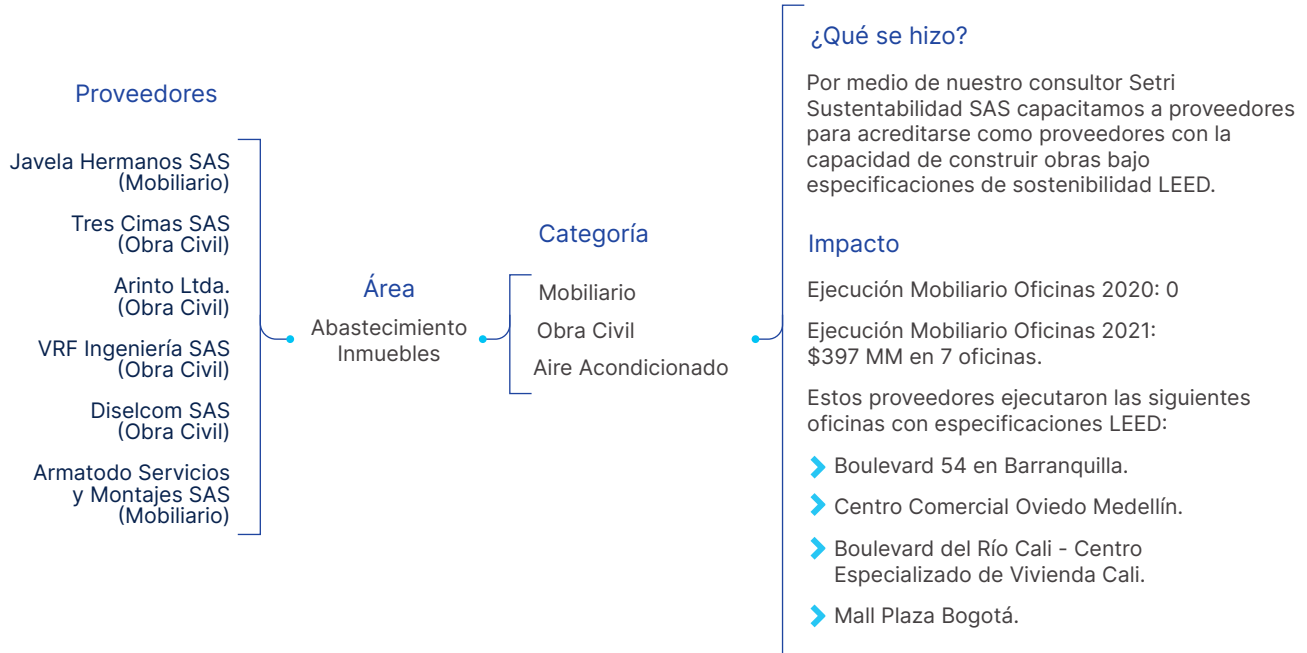 Proveedores
Javela Hermanos SAS
(Mobiliario)
Tres Cimas SAS
(Obra Civil)
Arinto Ltda.
(Obra Civil)
VRF Ingeniería SAS
(Obra Civil)
Diselcom SAS
(Obra Civil)
Armatodo Servicios
y Montajes SAS
(Mobiliario)
Área
Abastecimiento
Inmuebles
Categoría
Mobiliario
Obra Civil
Aire Acondicionado
¿Qué se hizo?
Por medio de nuestro consultor Setri
Sustentabilidad SAS capacitamos a proveedores
para acreditarse como proveedores con la
capacidad de construir obras bajo
especificaciones de sostenibilidad LEED.
Impacto
Ejecución Mobiliario Oficinas 2020: 0
Ejecución Mobiliario Oficinas 2021:
$397 MM en 7 oficinas.
Estos proveedores ejecutaron las siguientes
oficinas con especificaciones LEED:
Boulevard 54 en Barranquilla.
Centro Comercial Oviedo Medellín.
Boulevard del Río Cali - Centro
Especializado de Vivienda Cali.
Mall Plaza Bogotá.